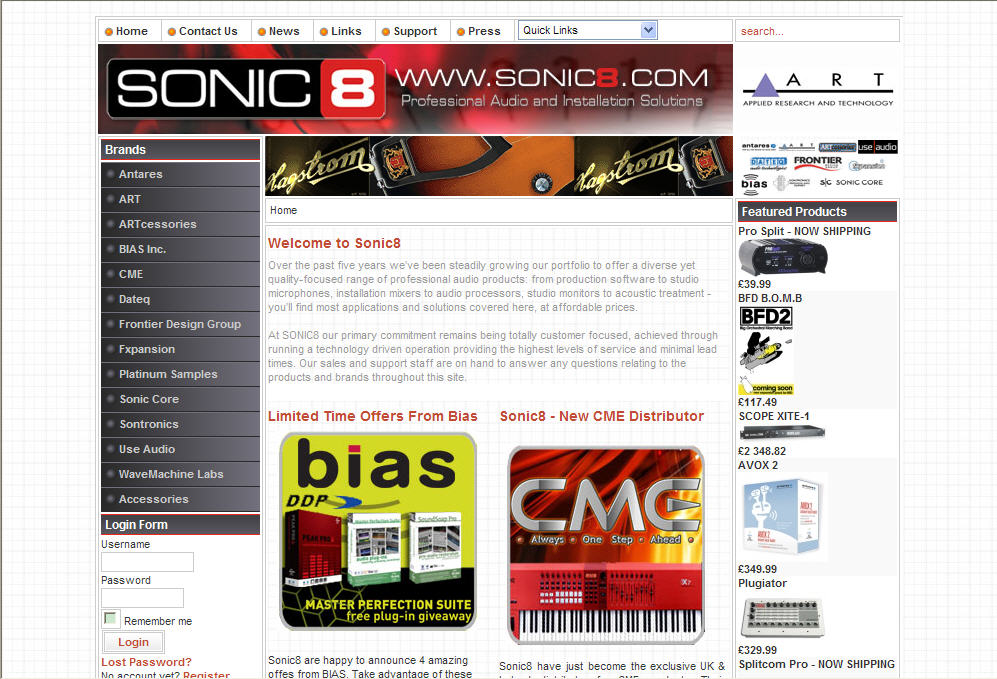 Home
Contact Us
News
Links
Support
Press
Quick Links
search...
SONIC 8
WWW.SONIC8.COM
Professional Audio and Installation Solutions
A R T
APPLIED RESEARCH AND TECHNOLOGY
Brands
Antares
ART
ARTcessories
BIAS Inc.
CME
Dateq
Frontier Design Group
Fxpansion
Platinum Samples
Sonic Core
Sontronics
Use Audio
WaveMachine Labs
Accessories
Login Form
Username
Password
Remember me
Login
Lost Password?
No account yet? Register
Hagstrom
Hagstrom
Home
Welcome to Sonic8
Over the past five years we've been steadily growing our portfolio to offer a diverse yet
quality-focused range of professional audio products: from production software to studio
microphones, installation mixers to audio processors, studio monitors to acoustic treatment -
you'll find most applications and solutions covered here, at affordable prices.
At SONIC8 our primary commitment remains being totally customer focused, achieved through
running a technology driven operation providing the highest levels of service and minimal lead
times. Our sales and support staff are on hand to answer any questions relating to the
products and brands throughout this site.
Limited Time Offers From Bias
bias
DDP
PEAK PRO
Master Perfection Suite
SoundSoap Pro
MASTER PERFECTION SUITE
free plug-in giveaway
Sonic8 are happy to announce 4 amazing
offes from BIAS. Take advantage of these
Sonic8 - New CME Distributor
CME
Always One Step Ahead
Sonic8 have just become the exclusive UK &
antares
ART
ARTcessories
use audio
DATEQ
FRONTIER
fxpansion
bias
SONIC CORE
Featured Products
Pro Split - NOW SHIPPING
£39.99
BFD B.O.M.B
BFD2
Big Orchestral Marching Band
coming soon
£117.49
SCOPE XITE-1
£2 348.82
AVOX 2
£349.99
Plugiator
£329.99
Splitcom Pro - NOW SHIPPING